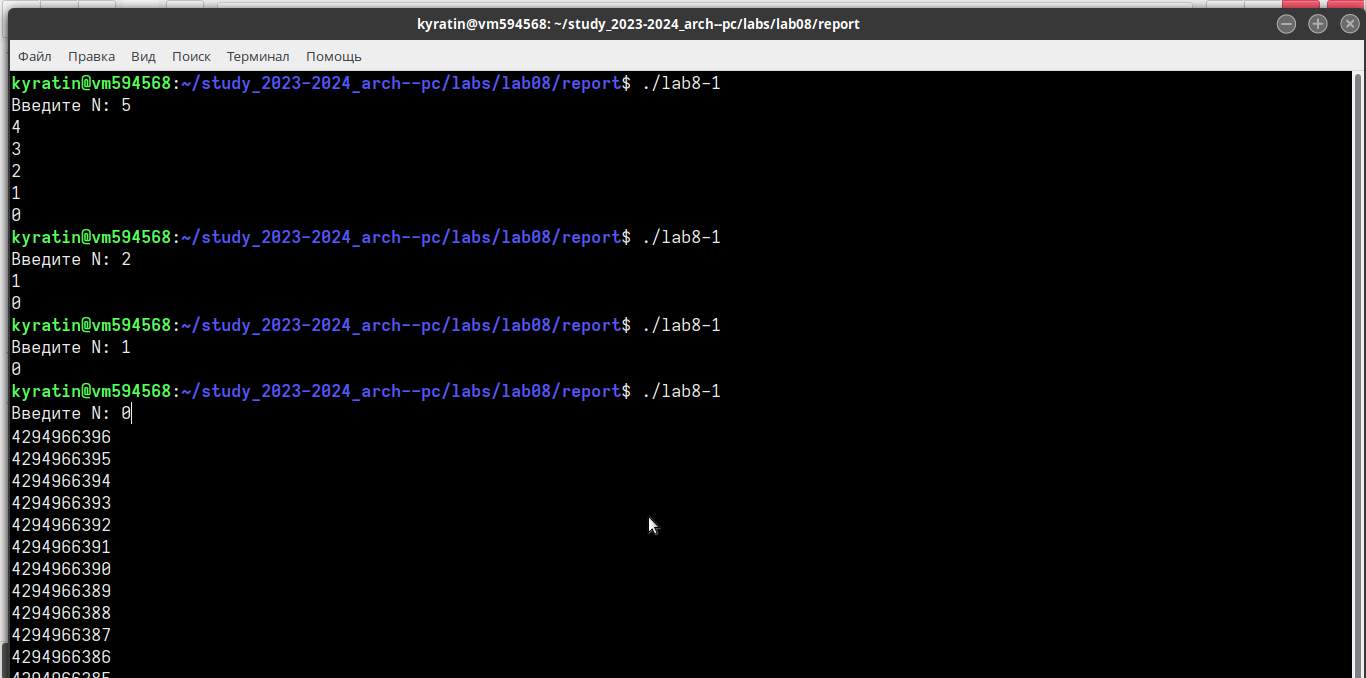 kyratin@vm594568: ~/study_2023-2024_arch--pc/labs/lab08/report
Файл Правка Вид Поиск Терминал Помощь
kyratin@vm594568:~/study_2023-2024_arch--pc/labs/lab08/report$ ./lab8-1
Введите N: 5
4
3
2
1
0
kyratin@vm594568:~/study_2023-2024_arch--pc/labs/lab08/report$ ./lab8-1
Введите N: 2
1
0
kyratin@vm594568:~/study_2023-2024_arch--pc/labs/lab08/report$ ./lab8-1
Введите N: 1
0
kyratin@vm594568:~/study_2023-2024_arch--pc/labs/lab08/report$ ./lab8-1
Введите N: 0
4294966396
4294966395
4294966394
4294966393
4294966392
4294966391
4294966390
4294966389
4294966388
4294966387
4294966386
4294966385